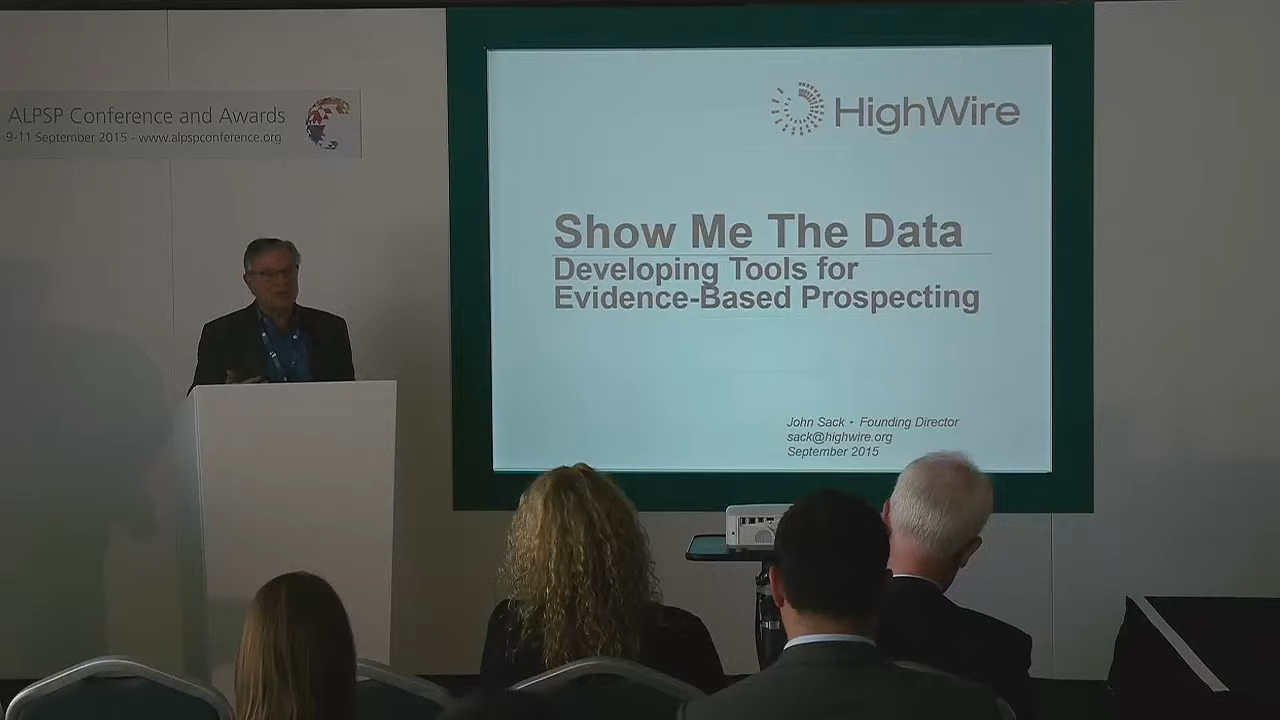 ALPSP Conference and Awards
9-11 September 2015 - www.alpspconference.org
HighWire
Show Me The Data
Developing Tools for
Evidence-Based Prospecting
John Sack • Founding Director
sack@highwire.org
September 2015